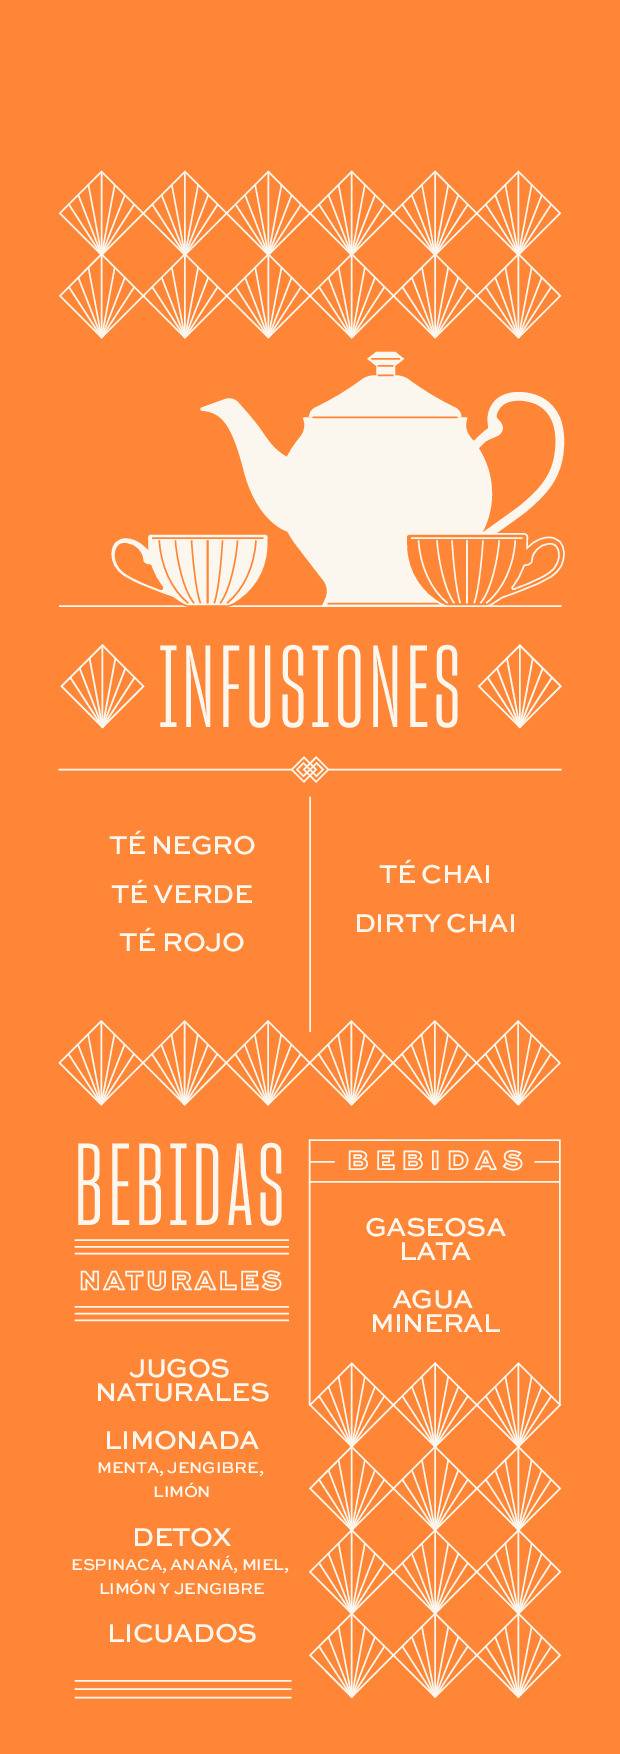 INFUSIONES
TÉ NEGRO
TÉ VERDE
TÉ ROJO
TÉ CHAI
DIRTY CHAI
BEBIDAS
NATURALES
JUGOS
NATURALES
LIMONADA
MENTA, JENGIBRE,
LIMÓN
DETOX
ESPINACA, ANANÁ, MIEL,
LIMÓN Y JENGIBRE
LICUADOS
BEBIDAS
GASEOSA
LATA
AGUA
MINERAL